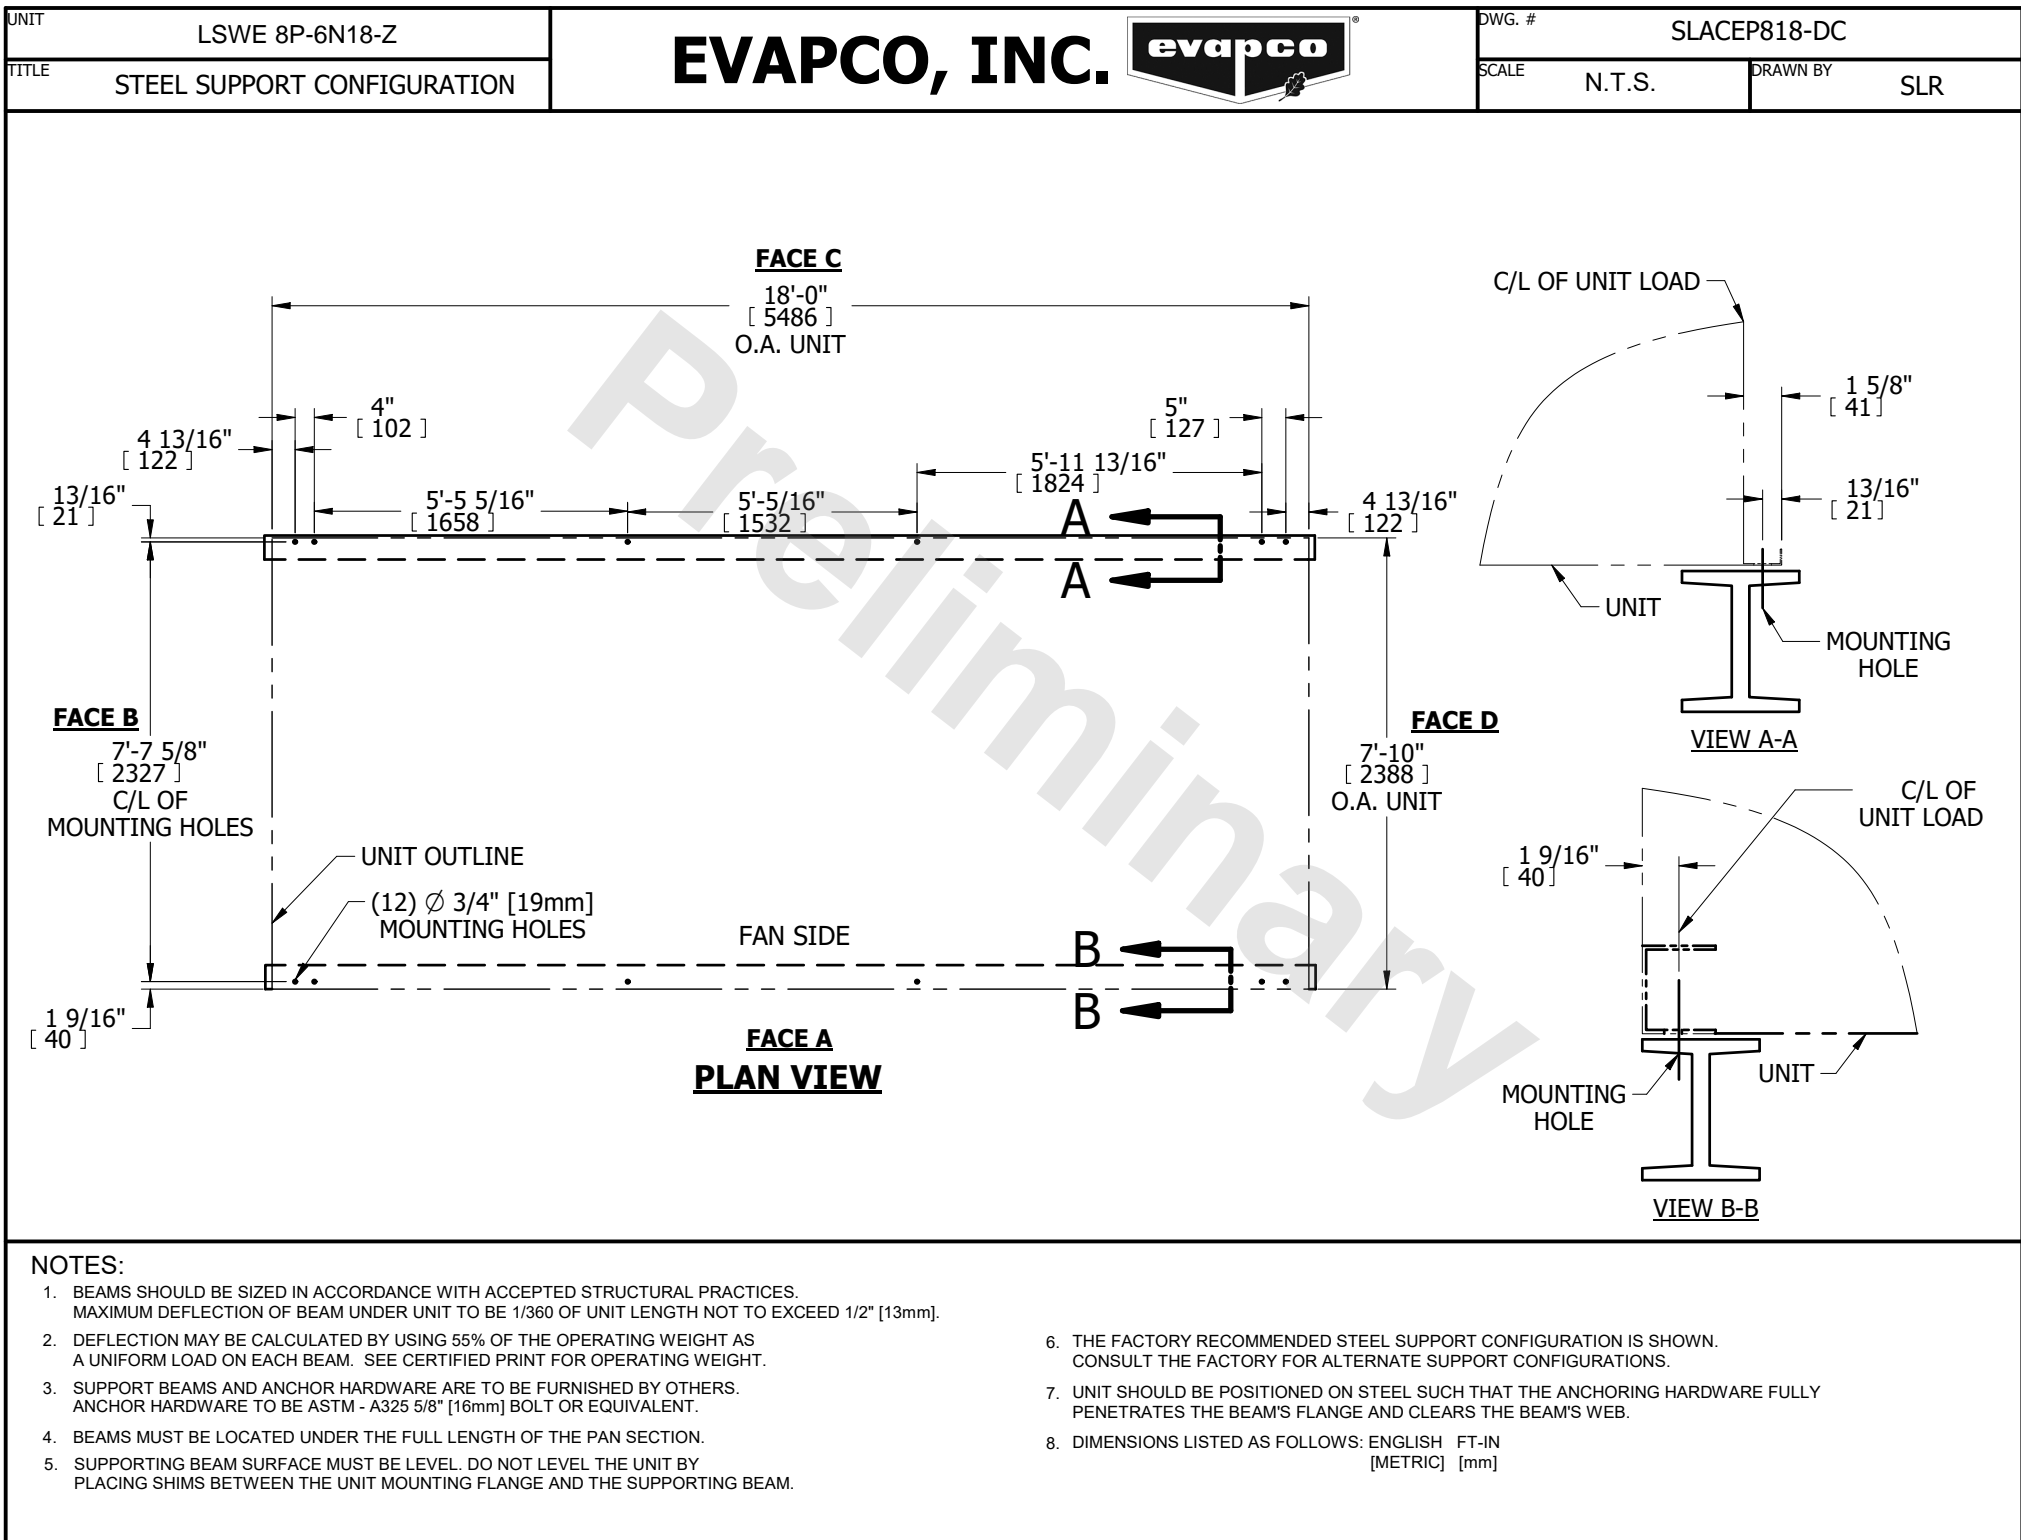 UNIT
LSWE 8P-6N18-Z
TITLE
STEEL SUPPORT CONFIGURATION
EVAPCO, INC.
evapco
®
DWG. #
SLACEP818-DC
SCALE
N.T.S.
DRAWN BY
SLR
FACE C
18'-0"
[ 5486 ]
O.A. UNIT
4"
[ 102 ]
4 13/16"
[ 122 ]
13/16"
[ 21 ]
5'-5 5/16"
[ 1658 ]
5'-5/16"
[ 1532 ]
5'-11 13/16"
[ 1824 ]
5"
[ 127 ]
4 13/16"
[ 122 ]
A
A
FACE B
7'-7 5/8"
[ 2327 ]
C/L OF
MOUNTING HOLES
FACE D
7'-10"
[ 2388 ]
O.A. UNIT
UNIT OUTLINE
(12) Ø 3/4" [19mm]
MOUNTING HOLES
FAN SIDE
B
B
1 9/16"
[ 40 ]
FACE A
PLAN VIEW
Preliminary
C/L OF UNIT LOAD
1 5/8"
[ 41 ]
13/16"
[ 21 ]
UNIT
MOUNTING
HOLE
VIEW A-A
C/L OF
UNIT LOAD
1 9/16"
[ 40 ]
UNIT
MOUNTING
HOLE
VIEW B-B
NOTES:
1. BEAMS SHOULD BE SIZED IN ACCORDANCE WITH ACCEPTED STRUCTURAL PRACTICES.
MAXIMUM DEFLECTION OF BEAM UNDER UNIT TO BE 1/360 OF UNIT LENGTH NOT TO EXCEED 1/2" [13mm].
2. DEFLECTION MAY BE CALCULATED BY USING 55% OF THE OPERATING WEIGHT AS
A UNIFORM LOAD ON EACH BEAM. SEE CERTIFIED PRINT FOR OPERATING WEIGHT.
3. SUPPORT BEAMS AND ANCHOR HARDWARE ARE TO BE FURNISHED BY OTHERS.
ANCHOR HARDWARE TO BE ASTM - A325 5/8" [16mm] BOLT OR EQUIVALENT.
4. BEAMS MUST BE LOCATED UNDER THE FULL LENGTH OF THE PAN SECTION.
5. SUPPORTING BEAM SURFACE MUST BE LEVEL. DO NOT LEVEL THE UNIT BY
PLACING SHIMS BETWEEN THE UNIT MOUNTING FLANGE AND THE SUPPORTING BEAM.
6. THE FACTORY RECOMMENDED STEEL SUPPORT CONFIGURATION IS SHOWN.
CONSULT THE FACTORY FOR ALTERNATE SUPPORT CONFIGURATIONS.
7. UNIT SHOULD BE POSITIONED ON STEEL SUCH THAT THE ANCHORING HARDWARE FULLY
PENETRATES THE BEAM'S FLANGE AND CLEARS THE BEAM'S WEB.
8. DIMENSIONS LISTED AS FOLLOWS: ENGLISH FT-IN
[METRIC] [mm]